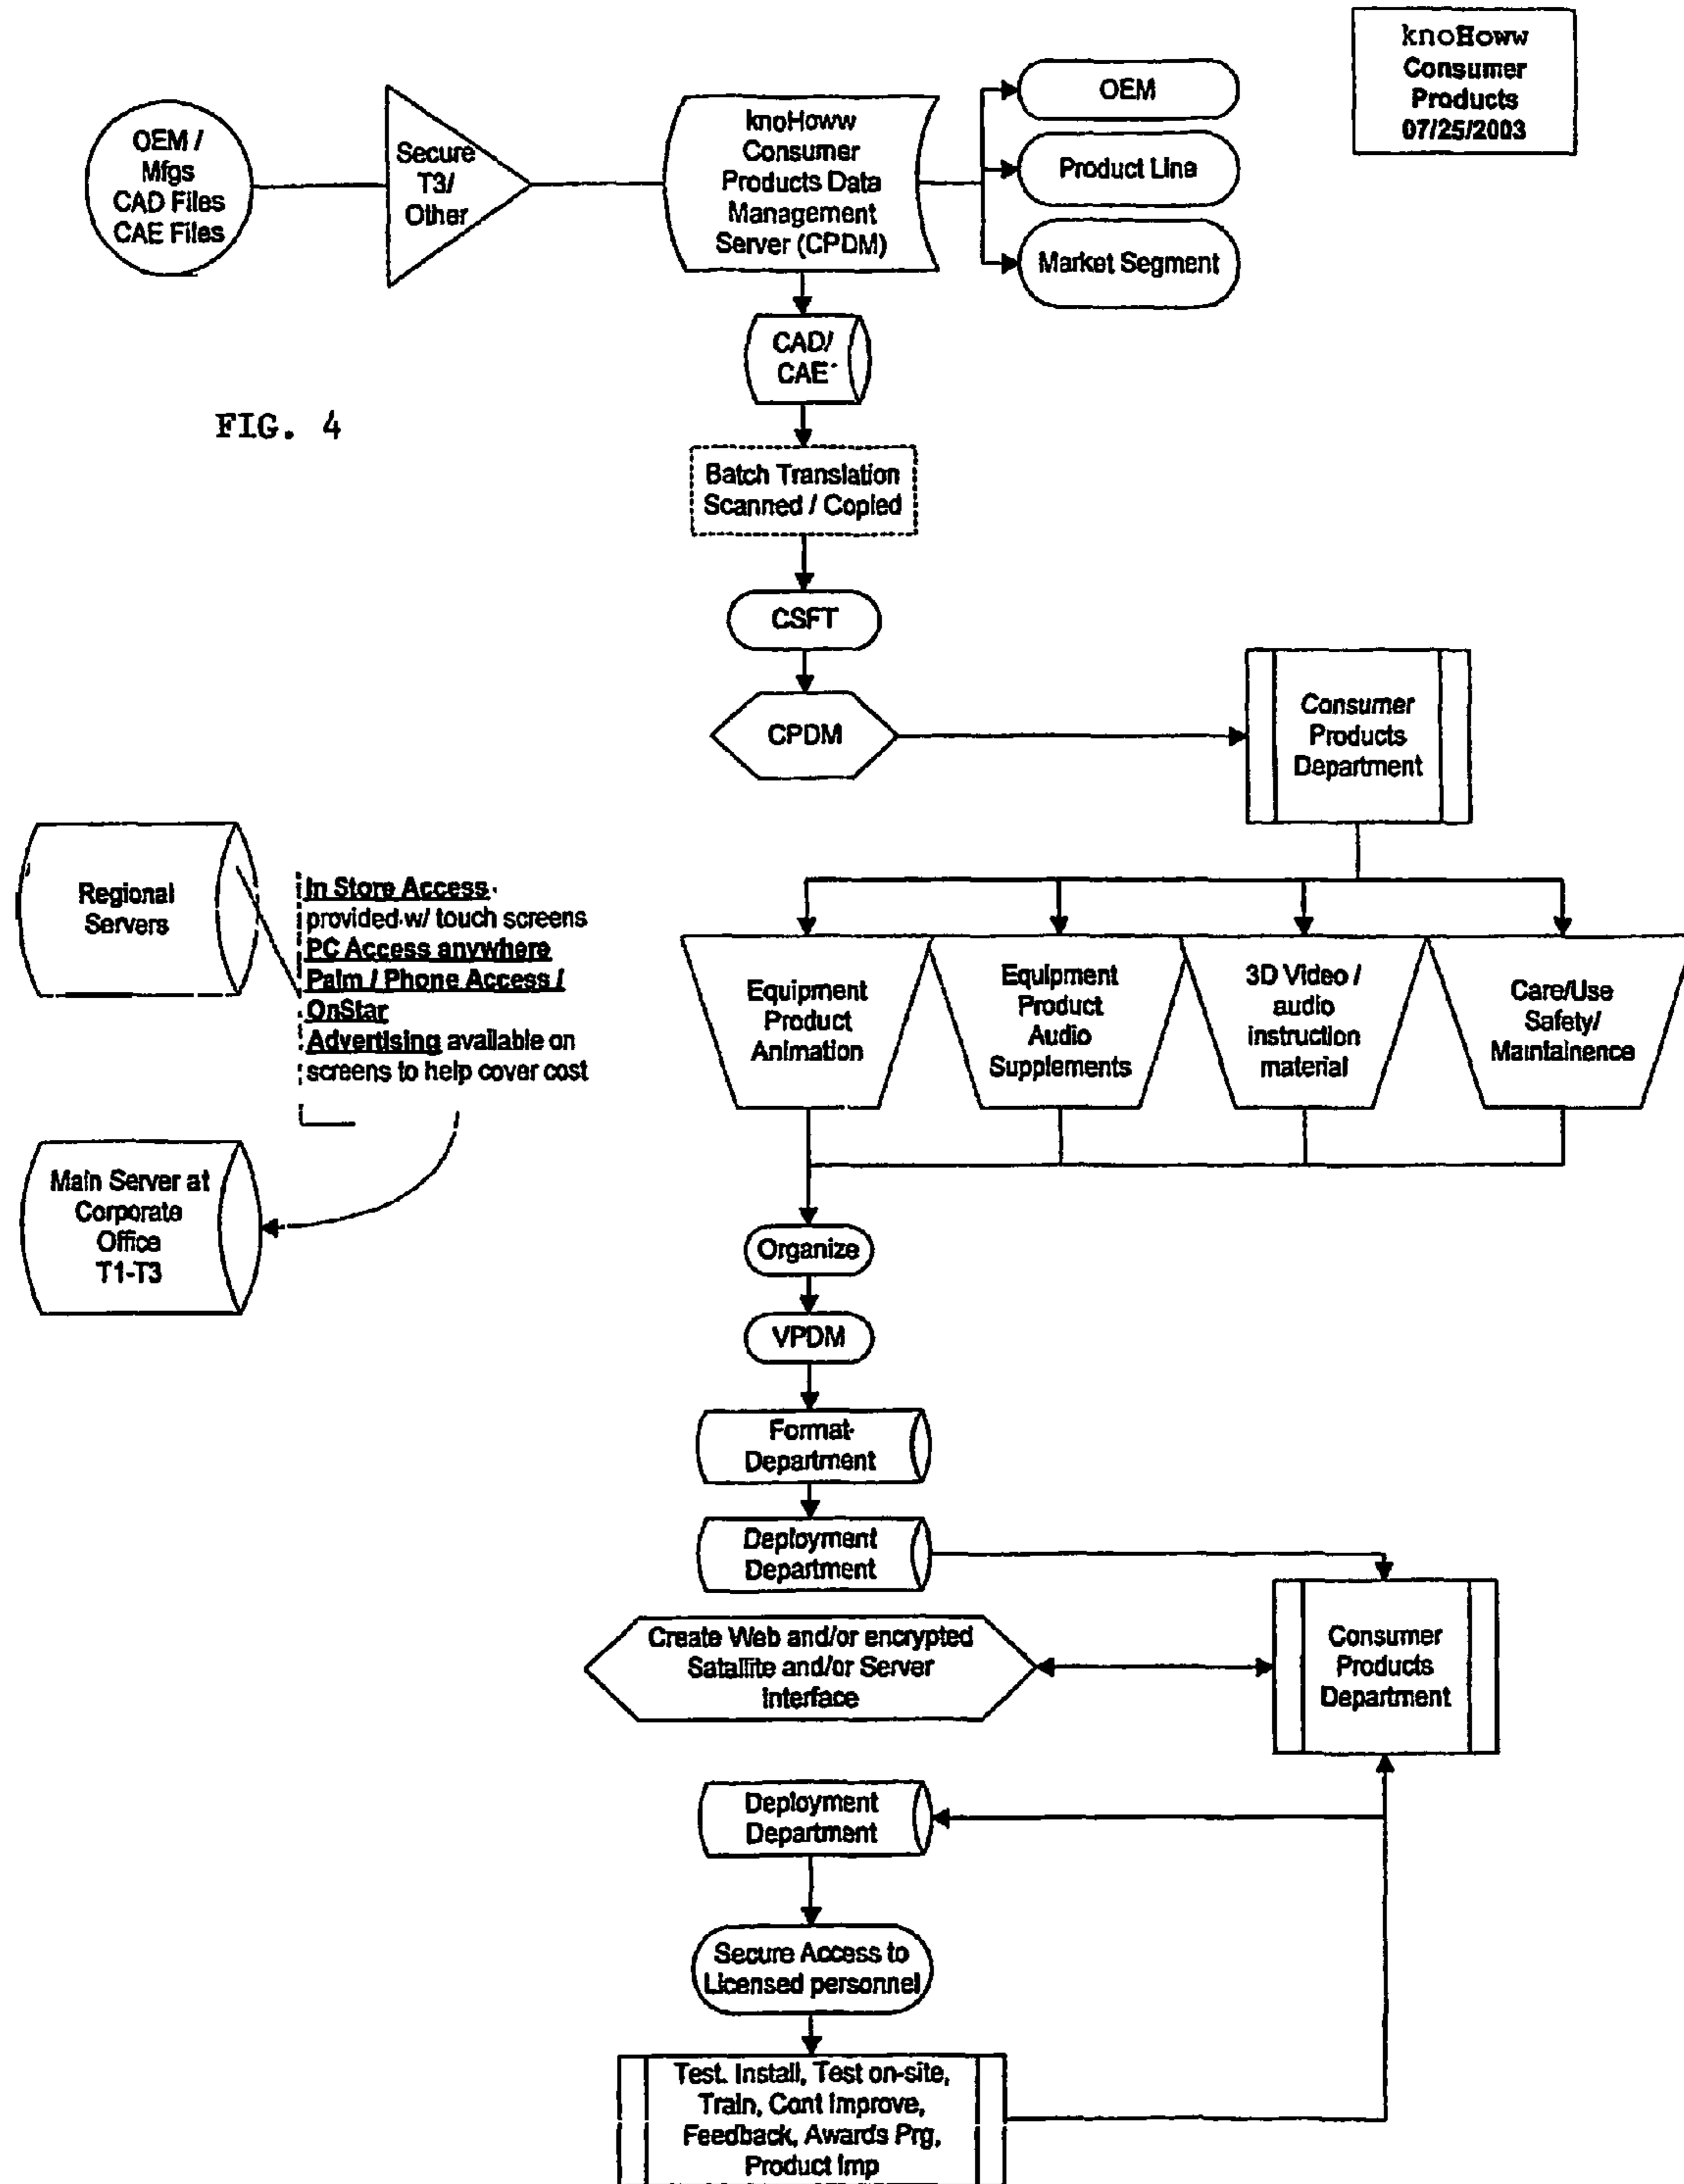 knoHoww
Consumer
Products
07/25/2003
OEM /
Mfgs
CAD Files
CAE Files
Secure
T3/
Other
knoHoww
Consumer
Products Data
Management
Server (CPDM)
OEM
Product Line
Market Segment
CAD/
CAE
FIG. 4
Batch Translation
Scanned / Copied
CSFT
CPDM
Consumer
Products
Department
Regional
Servers
In Store Access
provided w/ touch screens
PC Access anywhere
Palm / Phone Access /
OnStar
Advertising available on
screens to help cover cost
Equipment
Product
Animation
Equipment
Product
Audio
Supplements
3D Video /
audio
instruction
material
Care/Use
Safety/
Maintainence
Main Server at
Corporate
Office
T1-T3
Organize
VPDM
Format
Department
Deployment
Department
Create Web and/or encrypted
Satallite and/or Server
interface
Consumer
Products
Department
Deployment
Department
Secure Access to
Licensed personnel
Test. Install, Test on-site,
Train, Cont Improve,
Feedback, Awards Prg,
Product Imp